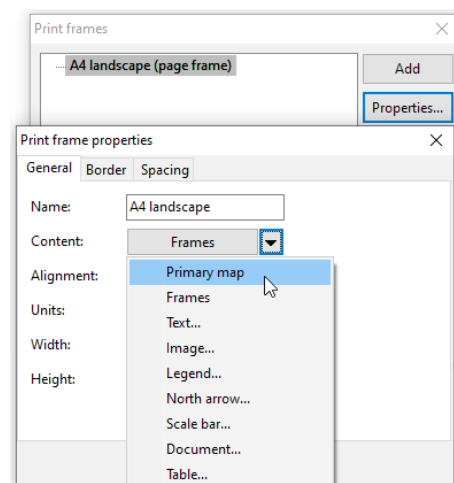 Print frames
A4 landscape (page frame)
Add
Properties...
Print frame properties
General Border Spacing
Name: A4 landscape
Content: Frames
Alignment:
Units:
Width:
Height:
Primary map
Frames
Text...
Image...
Legend...
North arrow...
Scale bar...
Document...
Table...